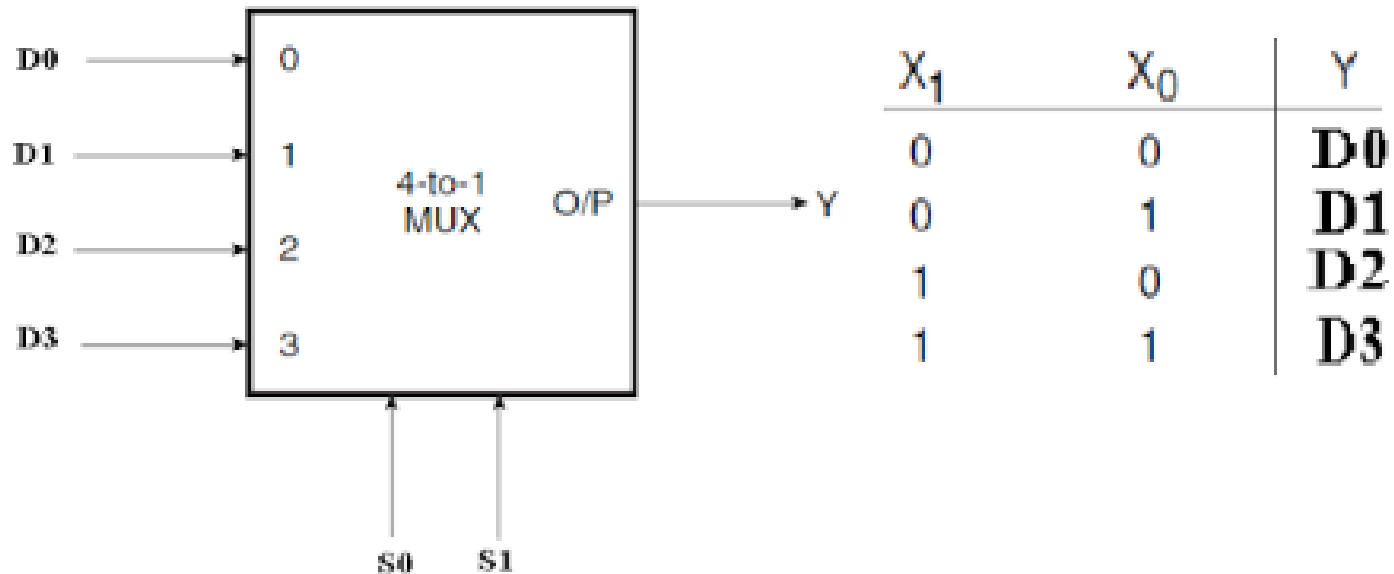 D0
D1
D2
D3
0
1
2
3
4-to-1
MUX
O/P
Y
S0 S1
X1 X0 Y
0 0 D0
0 1 D1
1 0 D2
1 1 D3